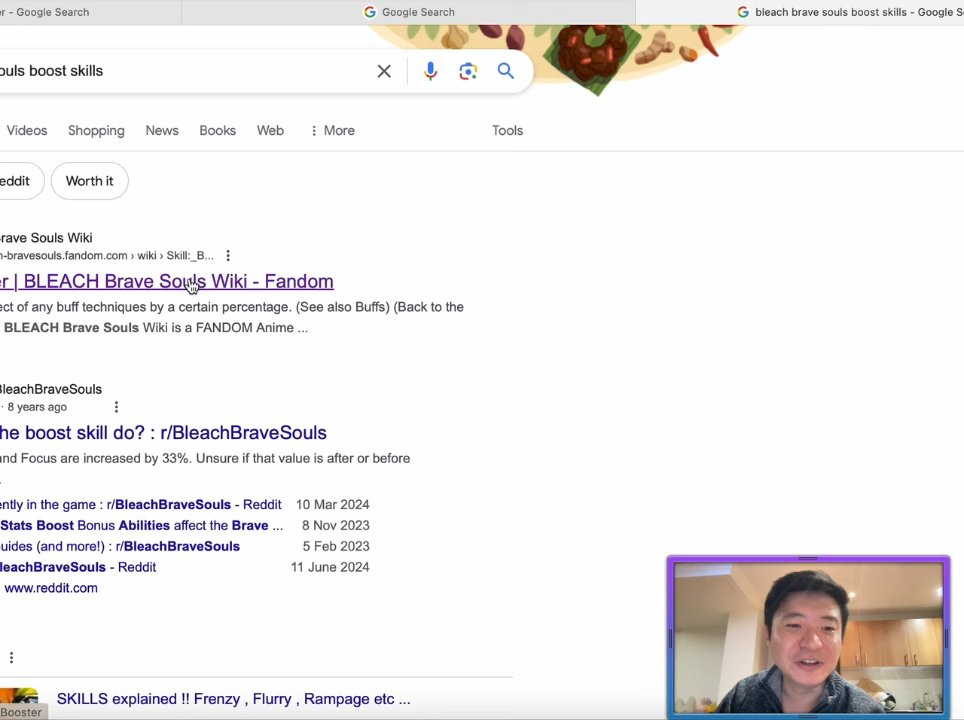 r - Google Search
Google Search
bleach brave souls boost skills - Google S
ouls boost skills
Videos
Shopping
News
Books
Web
More
Tools
eddit
Worth it
rave Souls Wiki
n-bravesouls.fandom.com › wiki › Skill:_B...
er | BLEACH Brave Souls Wiki - Fandom
ect of any buff techniques by a certain percentage. (See also Buffs) (Back to the
BLEACH Brave Souls Wiki is a FANDOM Anime ...
BleachBraveSouls
· 8 years ago
he boost skill do? : r/BleachBraveSouls
and Focus are increased by 33%. Unsure if that value is after or before
.
ently in the game : r/BleachBraveSouls - Reddit 10 Mar 2024
Stats Boost Bonus Abilities affect the Brave ... 8 Nov 2023
uides (and more!) : r/BleachBraveSouls 5 Feb 2023
leachBraveSouls - Reddit 11 June 2024
www.reddit.com
SKILLS explained !! Frenzy , Flurry , Rampage etc ...
Booster